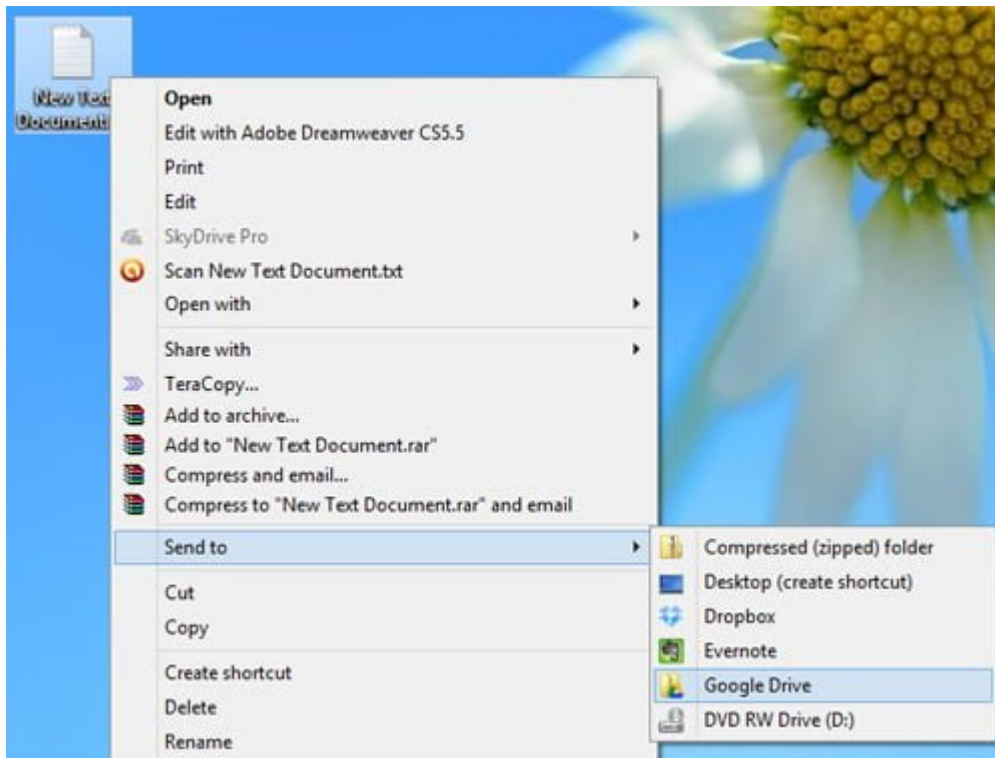 New Text
Document
Open
Edit with Adobe Dreamweaver CS5.5
Print
Edit
SkyDrive Pro
Scan New Text Document.txt
Open with
Share with
TeraCopy...
Add to archive...
Add to "New Text Document.rar"
Compress and email...
Compress to "New Text Document.rar" and email
Send to
Cut
Copy
Create shortcut
Delete
Rename
Compressed (zipped) folder
Desktop (create shortcut)
Dropbox
Evernote
Google Drive
DVD RW Drive (D:)